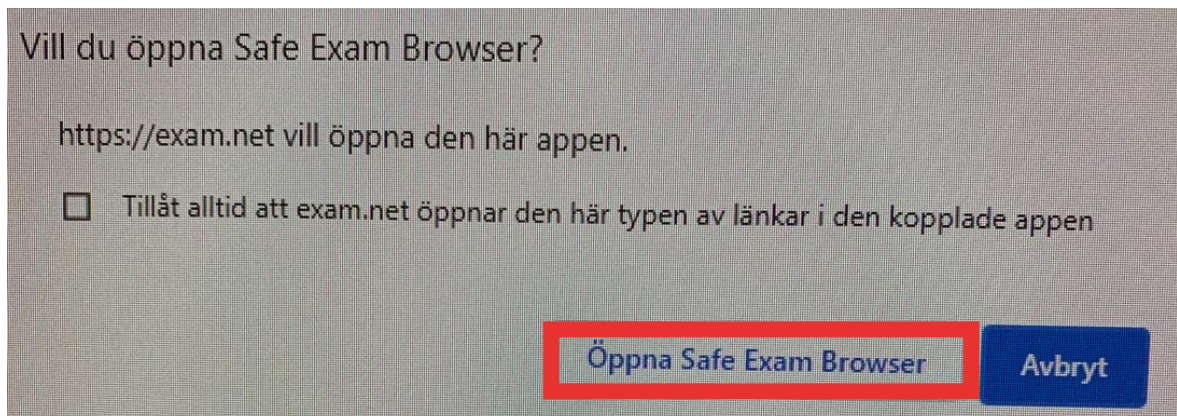 Vill du öppna Safe Exam Browser?
https://exam.net vill öppna den här appen.
Tillåt alltid att exam.net öppnar den här typen av länkar i den kopplade appen
Öppna Safe Exam Browser
Avbryt